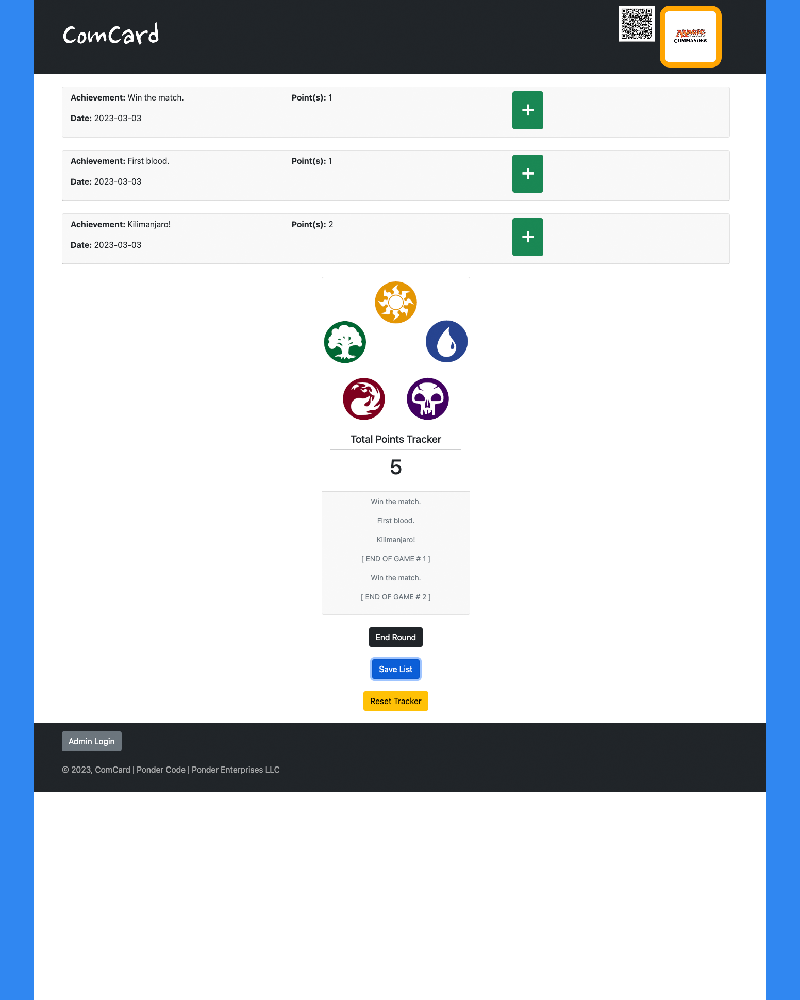 ComCard
COMMANDER
Achievement: Win the match.
Point(s): 1
+
Date: 2023-03-03
Achievement: First blood.
Point(s): 1
+
Date: 2023-03-03
Achievement: Kilimanjaro!
Point(s): 2
+
Date: 2023-03-03
Total Points Tracker
5
Win the match.
First blood.
Kilimanjaro!
[ END OF GAME # 1 ]
Win the match.
[ END OF GAME # 2 ]
End Round
Save List
Reset Tracker
Admin Login
© 2023, ComCard | Ponder Code | Ponder Enterprises LLC